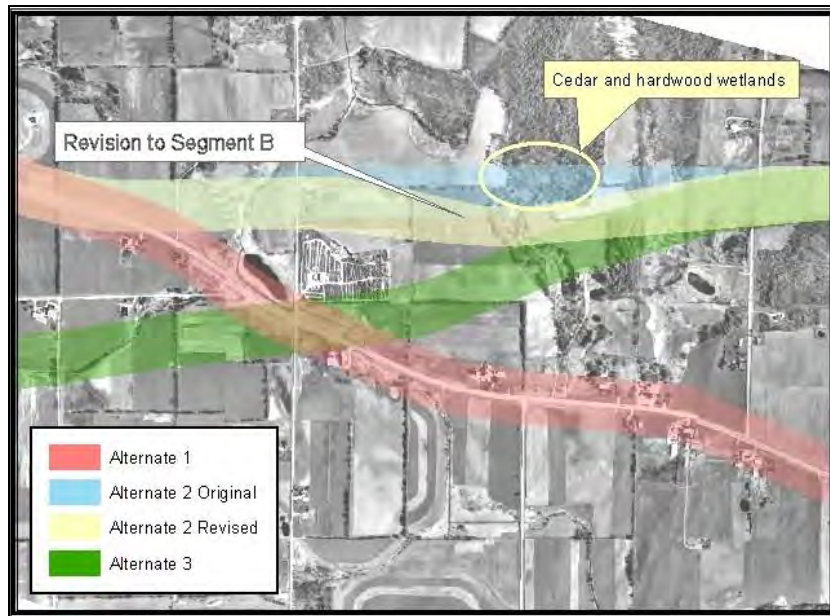 Cedar and hardwood wetlands
Revision to Segment B
Alternate 1
Alternate 2 Original
Alternate 2 Revised
Alternate 3